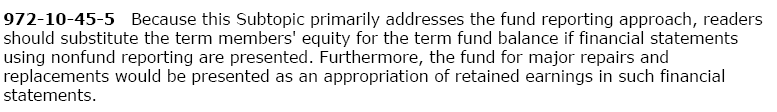 972-10-45-5 Because this Subtopic primarily addresses the fund reporting approach, readers
should substitute the term members' equity for the term fund balance if financial statements
using nonfund reporting are presented. Furthermore, the fund for major repairs and
replacements would be presented as an appropriation of retained earnings in such financial
statements.